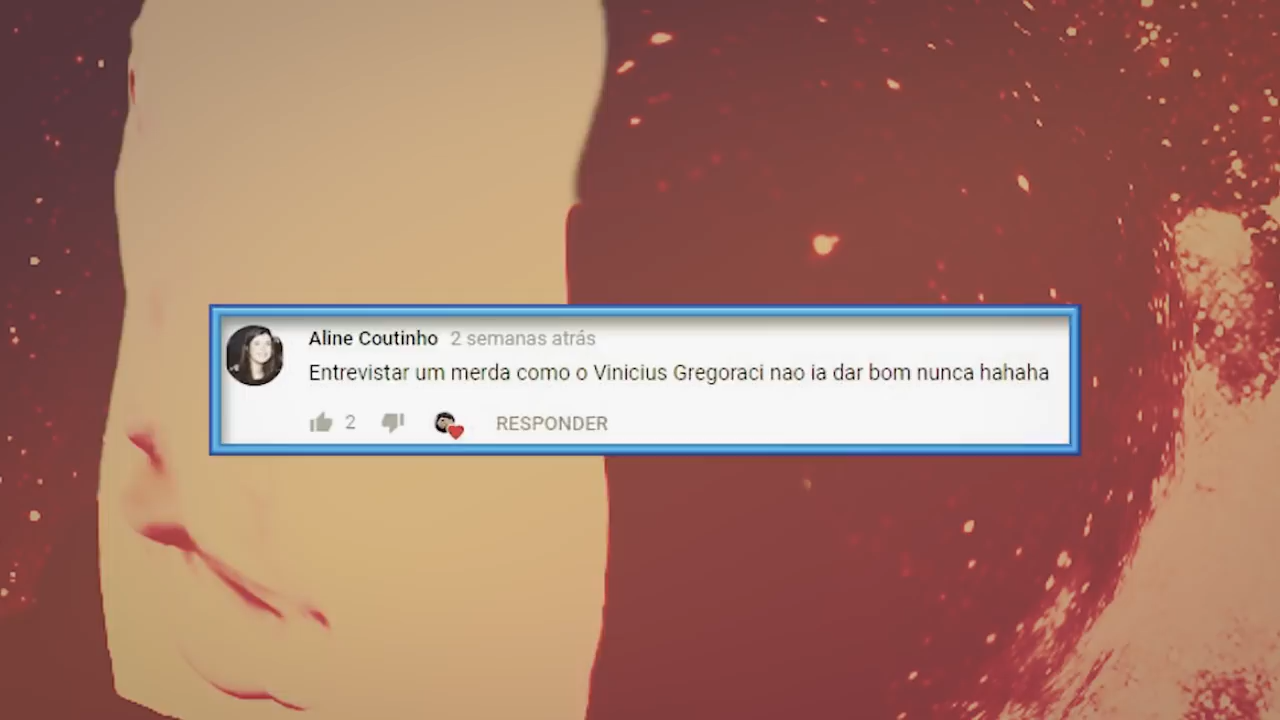 Aline Coutinho 2 semanas atrás
Entrevistar um merda como o Vinicius Gregoraci nao ia dar bom nunca hahaha
2 RESPONDER